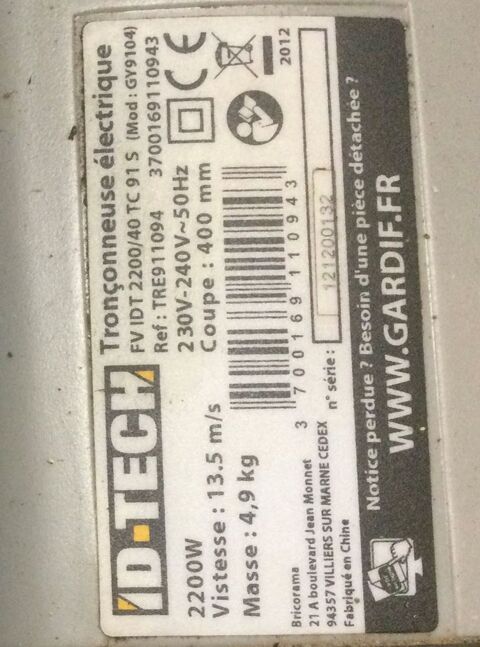 ID·TECH
Tronçonneuse électrique
FV IDT 2200/40 TC 91 S (Mod : GY9104)
Ref : TRE911094 3700169110943
2200W
230V-240V~50Hz
Vistesse : 13.5 m/s
Coupe : 400 mm
Masse : 4,9 kg
CE
2012
3 700169 110943
Bricorama
21 A boulevard Jean Monnet
94357 VILLIERS SUR MARNE CEDEX
Fabriqué en Chine
n° série : 121200132
Notice perdue ? Besoin d'une pièce détachée ?
WWW.GARDIF.FR